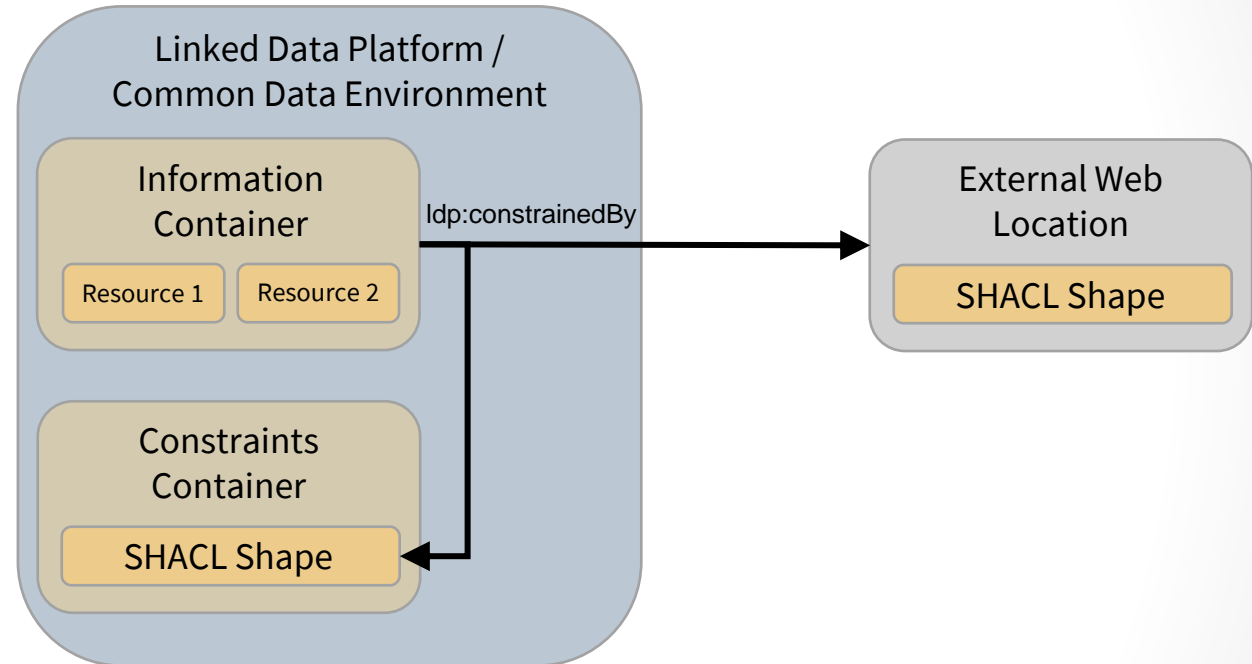 Linked Data Platform /
Common Data Environment
Information
Container
Resource 1
Resource 2
ldp:constrainedBy
External Web
Location
SHACL Shape
Constraints
Container
SHACL Shape